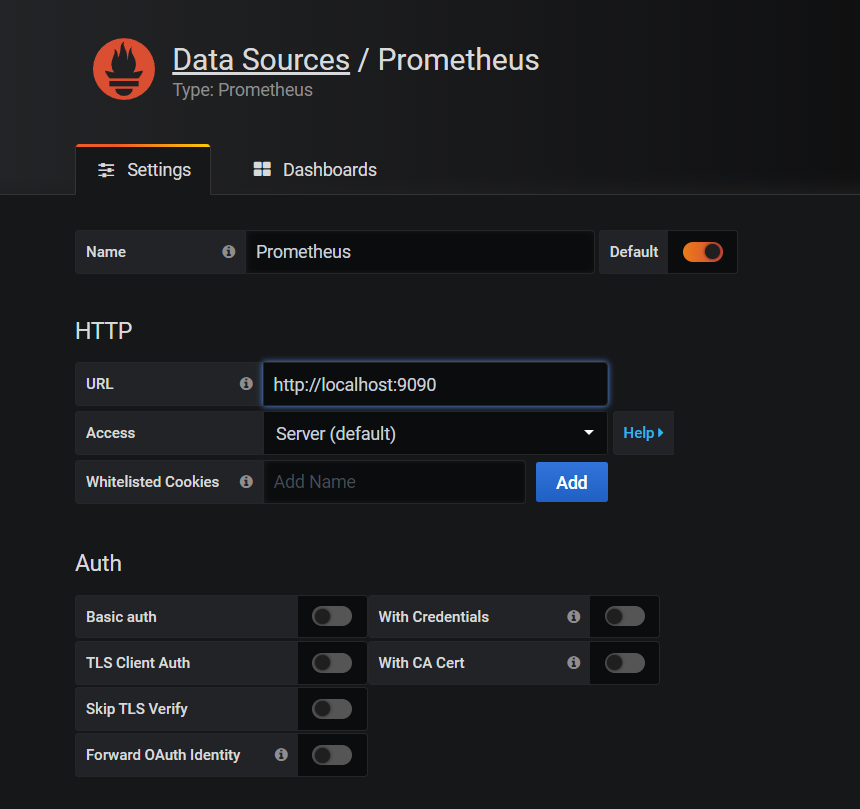 Data Sources / Prometheus
Type: Prometheus
Settings
Dashboards
Name
Prometheus
Default
HTTP
URL
http://localhost:9090
Access
Server (default)
Help
Whitelisted Cookies
Add Name
Add
Auth
Basic auth
With Credentials
TLS Client Auth
With CA Cert
Skip TLS Verify
Forward OAuth Identity